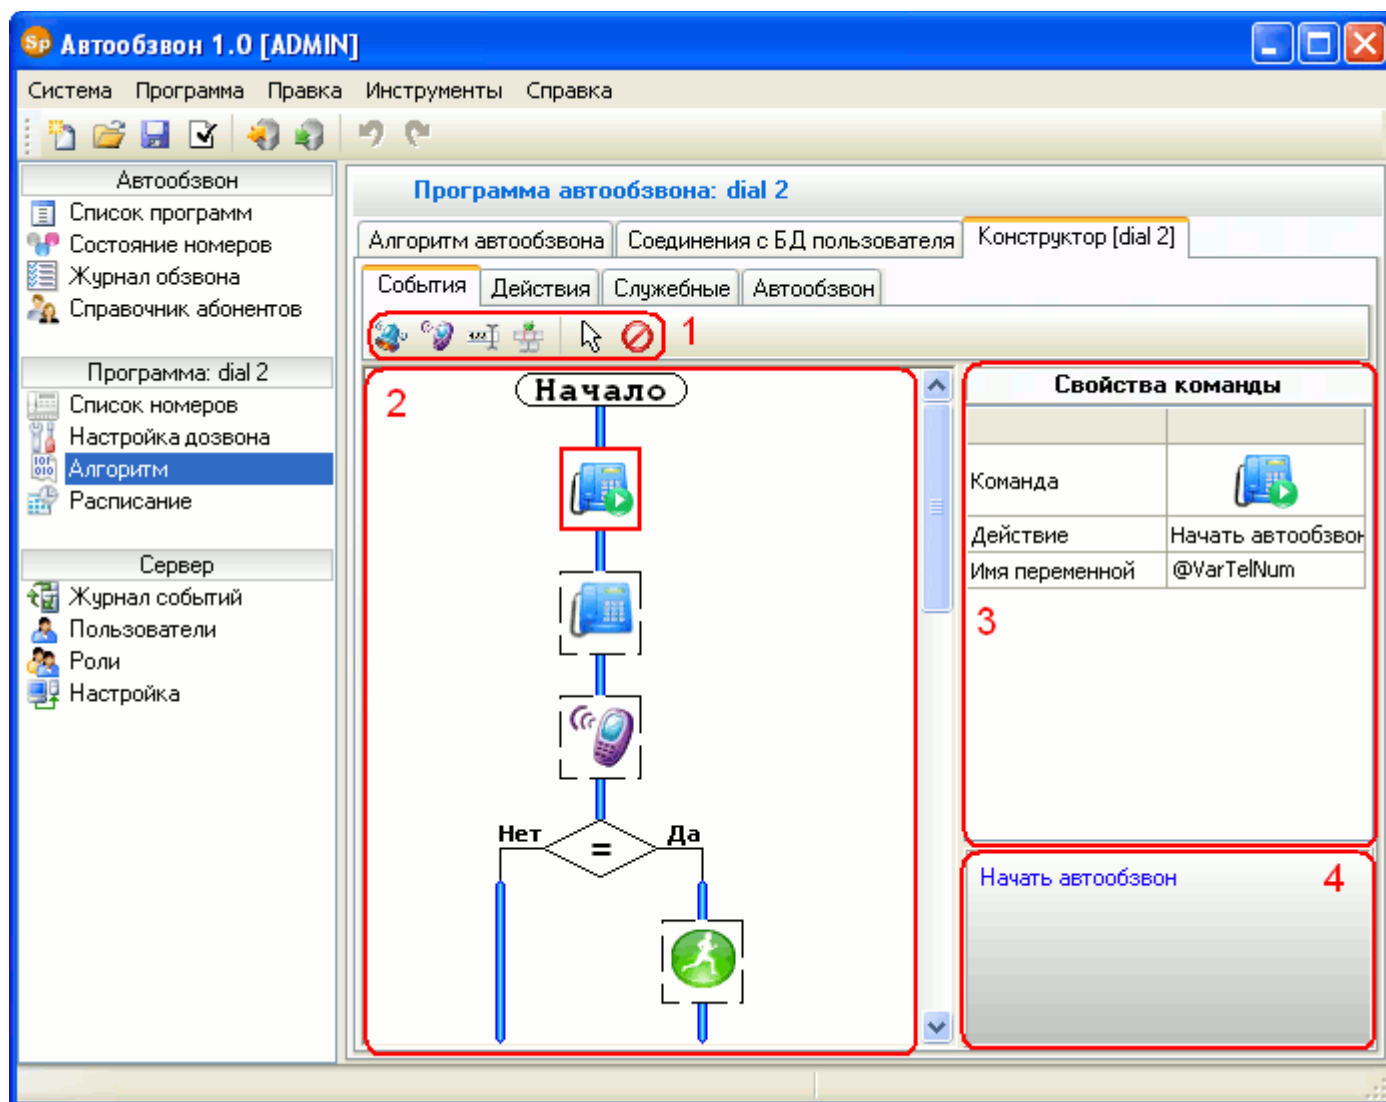 Sp Автообзвон 1.0 [ADMIN]
Система Программа Правка Инструменты Справка
Автообзвон
Список программ
Состояние номеров
Журнал обзвона
Справочник абонентов
Программа: dial 2
Список номеров
Настройка дозвона
Алгоритм
Расписание
Сервер
Журнал событий
Пользователи
Роли
Настройка
Программа автообзвона: dial 2
Алгоритм автообзвона Соединения с БД пользователя Конструктор [dial 2]
События Действия Служебные Автообзвон
1
2
Начало
Нет = Да
Свойства команды
Команда
Действие Начать автообзвон
Имя переменной @VarTelNum
3
Начать автообзвон 4